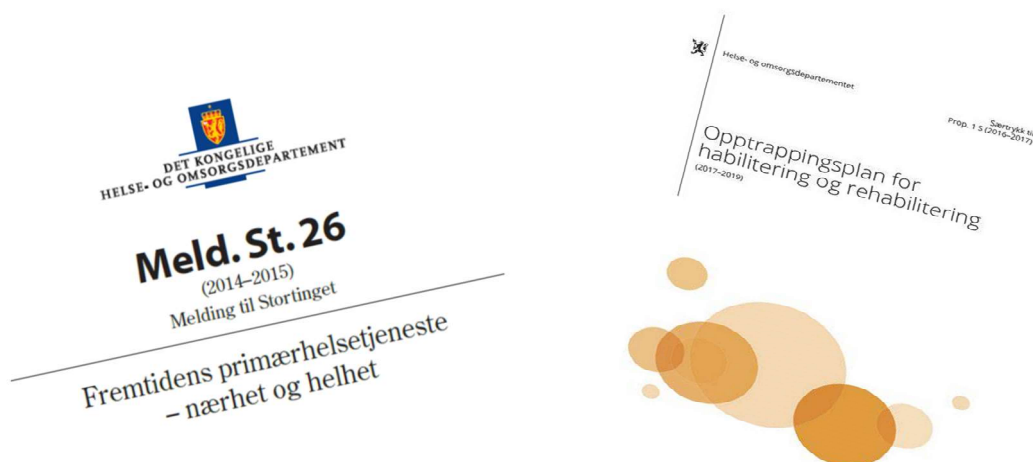 DET KONGELIGE
HELSE- OG OMSORGSDEPARTEMENT
Meld. St. 26
(2014–2015)
Melding til Stortinget
Fremtidens primærhelsetjeneste
– nærhet og helhet
Helse- og omsorgsdepartementet
Særtrykk til
Prop. 1 S (2016–2017)
Opptrappingsplan for
habilitering og rehabilitering
(2017–2019)